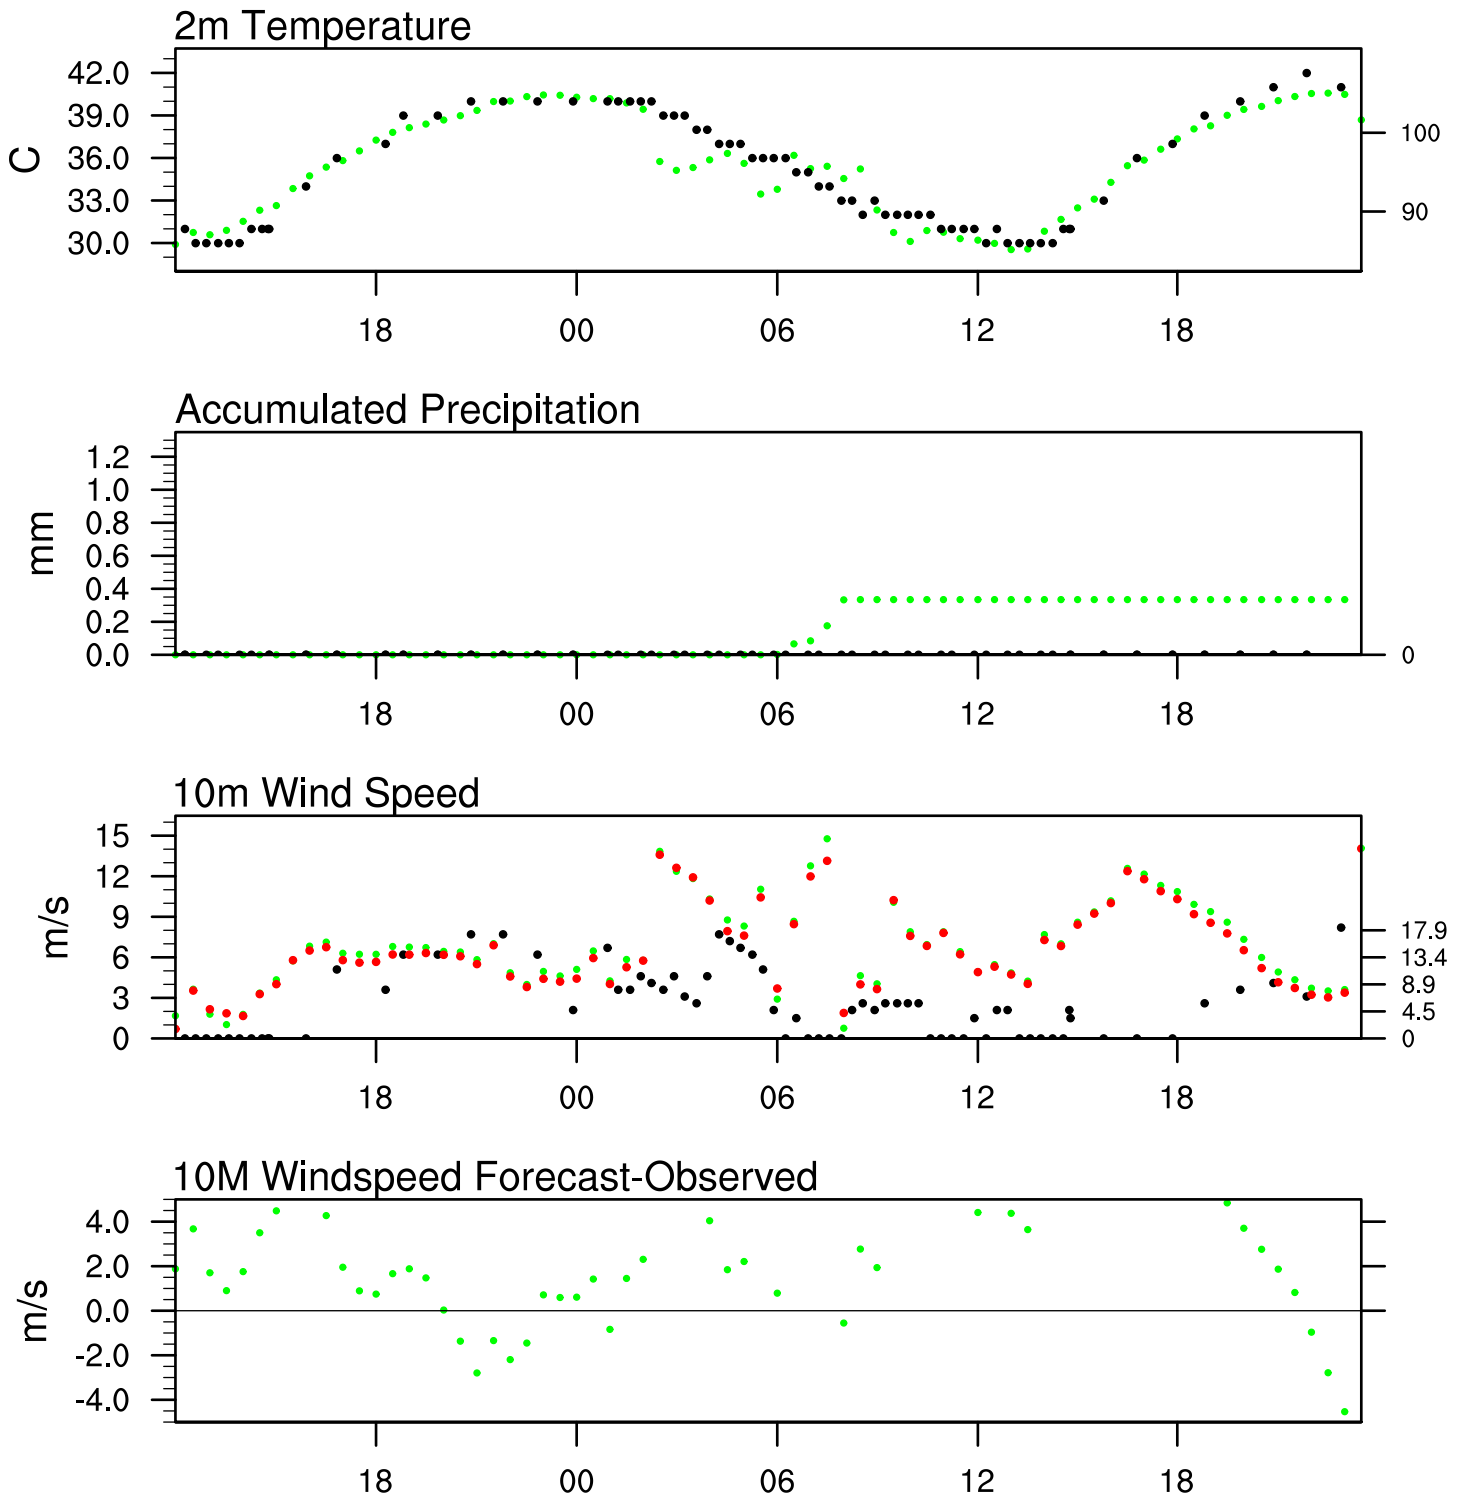 2m Temperature
C
42.0
39.0
36.0
33.0
30.0
100
90
18 00 06 12 18
Accumulated Precipitation
mm
1.2
1.0
0.8
0.6
0.4
0.2
0.0
0
18 00 06 12 18
10m Wind Speed
m/s
15
12
9
6
3
0
17.9
13.4
8.9
4.5
0
18 00 06 12 18
10M Windspeed Forecast-Observed
m/s
4.0
2.0
0.0
-2.0
-4.0
18 00 06 12 18